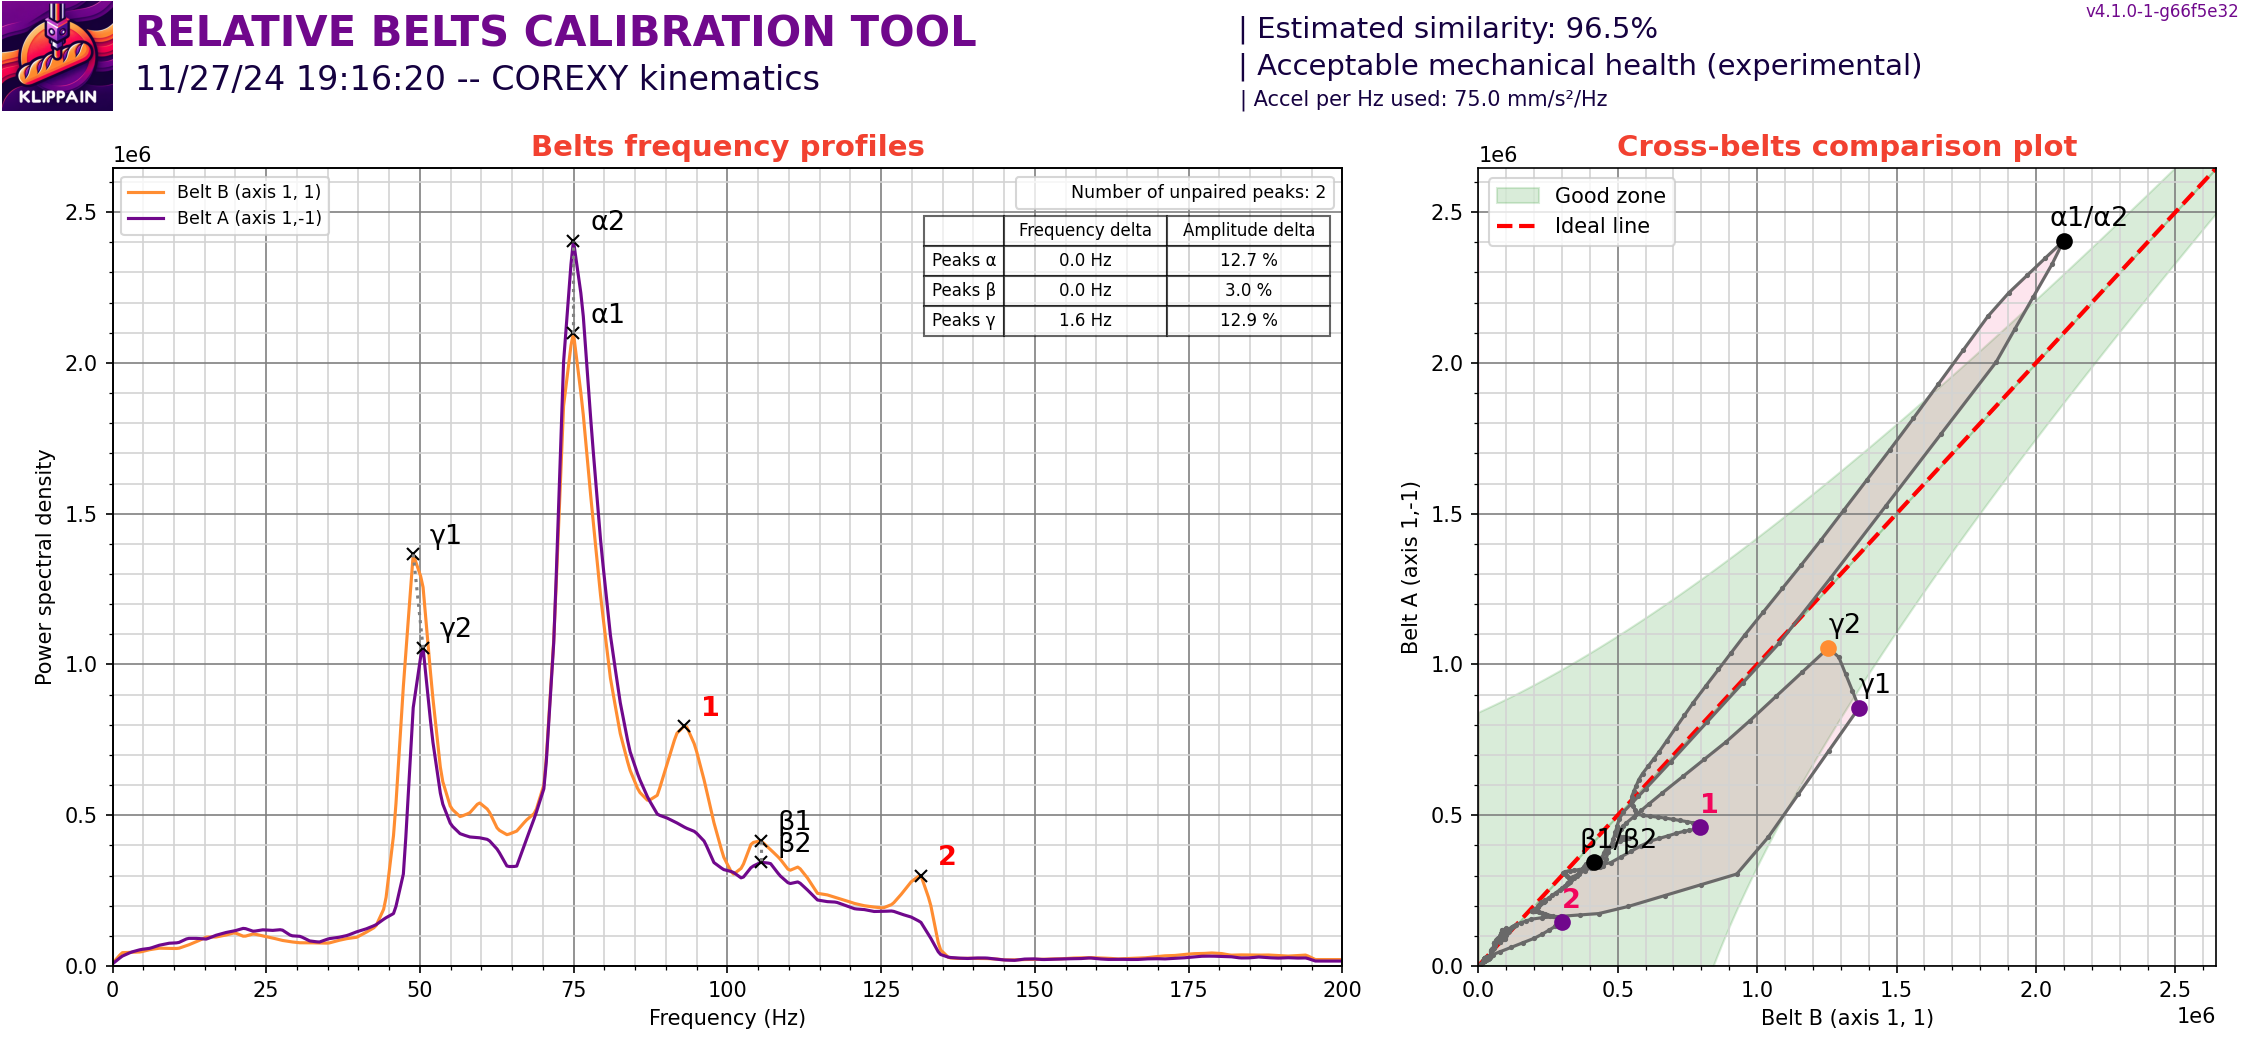 KLIPPAIN
RELATIVE BELTS CALIBRATION TOOL
11/27/24 19:16:20 -- COREXY kinematics
| Estimated similarity: 96.5%
| Acceptable mechanical health (experimental)
| Accel per Hz used: 75.0 mm/s²/Hz
v4.1.0-1-g66f5e32
Belts frequency profiles
1e6
Belt B (axis 1, 1)
Belt A (axis 1,-1)
Number of unpaired peaks: 2
Frequency delta Amplitude delta
Peaks α 0.0 Hz 12.7 %
Peaks β 0.0 Hz 3.0 %
Peaks γ 1.6 Hz 12.9 %
α2
α1
γ1
γ2
1
β1
β2
2
2.5
2.0
1.5
1.0
0.5
0.0
Power spectral density
0 25 50 75 100 125 150 175 200
Frequency (Hz)
Cross-belts comparison plot
1e6
Good zone
Ideal line
α1/α2
γ2
γ1
1
β1/β2
2
2.5
2.0
1.5
1.0
0.5
0.0
Belt A (axis 1,-1)
0.0 0.5 1.0 1.5 2.0 2.5
Belt B (axis 1, 1)
1e6